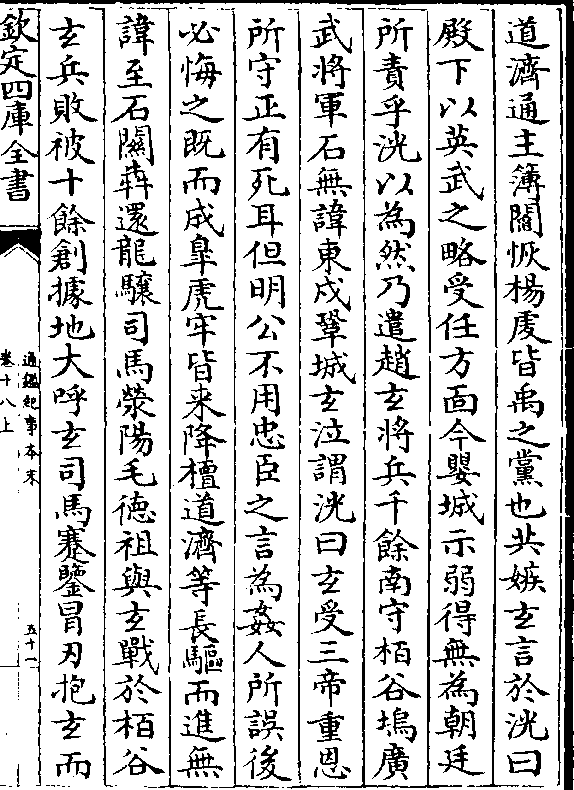 道濟通主簿閻恢楊䖍皆禹之黨也共嫉玄言於洸曰
殿下以英武之略受任方面今嬰城示弱得無為朝廷
所責乎洸以為然乃遣趙玄將兵千餘南守栢谷塢廣
武將軍石無諱東戍鞏城玄泣謂洸曰玄受三帝重恩
所守正有死耳但明公不用忠臣之言為姦人所誤後
必悔之既而成臯虎牢皆来降檀道濟等長驅而進無
諱至石關犇還龍驤司馬滎陽毛德祖與玄戰於栢谷
玄兵敗被十餘創據地大呼玄司馬蹇鑒冒刃抱玄而
欽定四庫全書
通鑑紀事本末
卷十八上
五十一